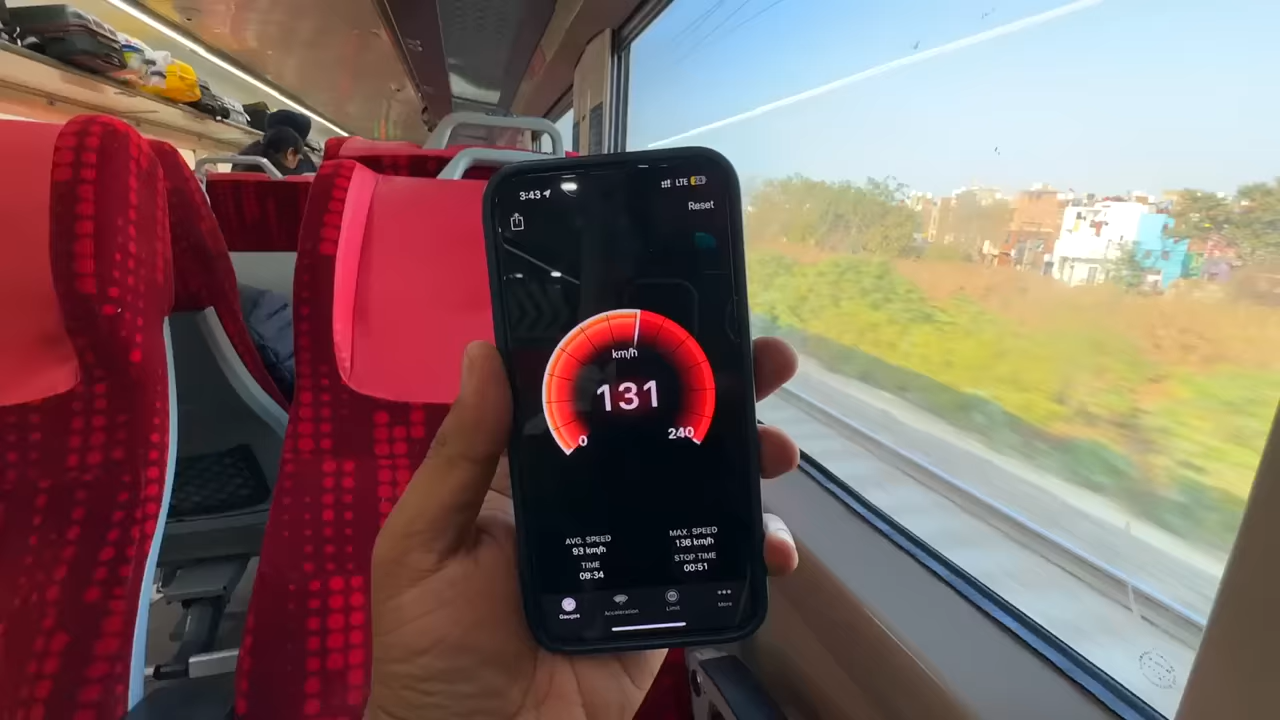 3:43
LTE 24
Reset
km/h
131
0
240
AVG. SPEED
93 km/h
MAX. SPEED
136 km/h
TIME
09:34
STOP TIME
00:51
Gauges
Acceleration
Limit
More